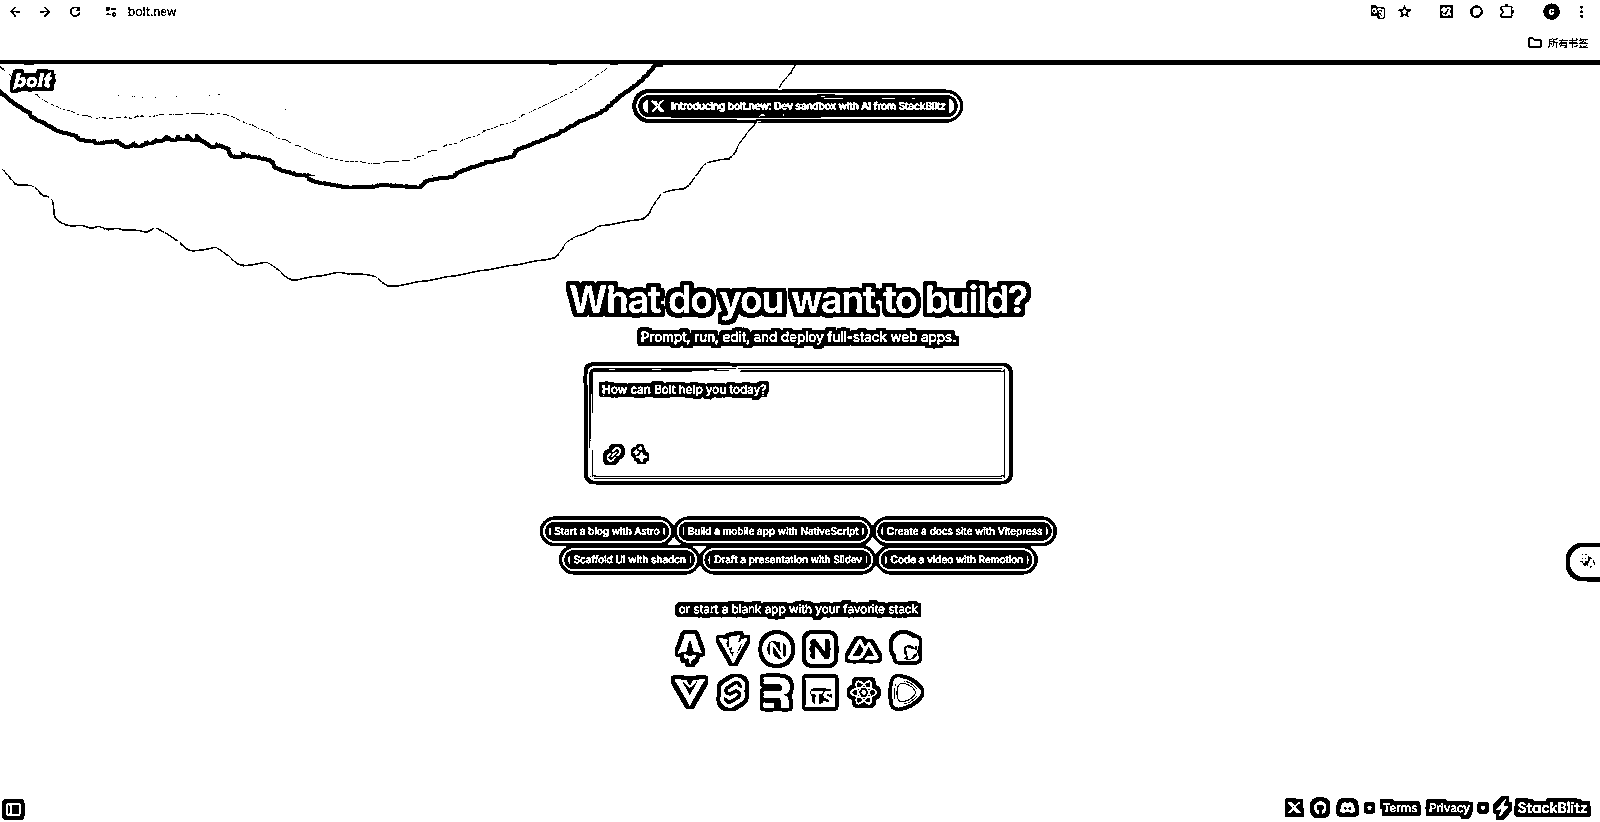 bolt.new
所有书签
bolt
Introducing bolt.new: Dev sandbox with AI from StackBlitz
What do you want to build?
Prompt, run, edit, and deploy full-stack web apps.
How can Bolt help you today?
Start a blog with Astro
Build a mobile app with NativeScript
Create a docs site with Vitepress
Scaffold UI with shadcn
Draft a presentation with Slidev
Code a video with Remotion
or start a blank app with your favorite stack
TS
Terms
Privacy
StackBlitz